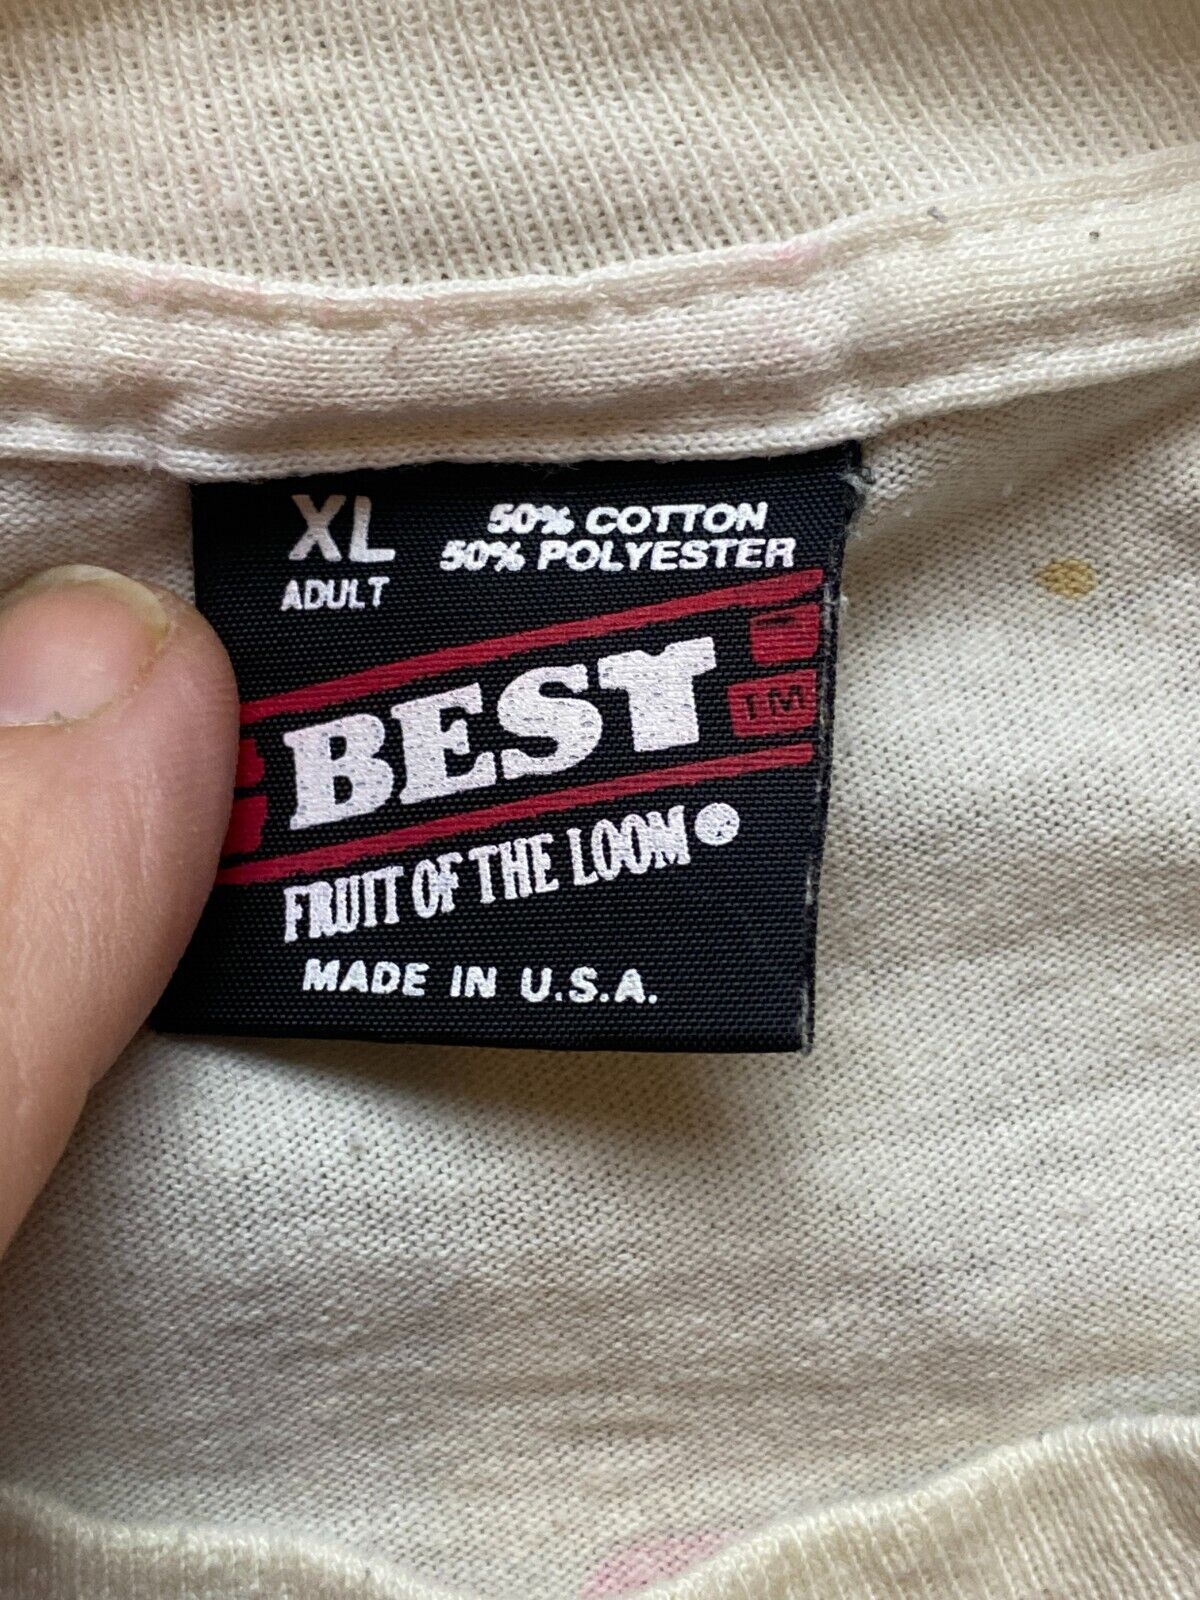 XL
ADULT
50% COTTON
50% POLYESTER
BEST
TM
FRUIT OF THE LOOM®
MADE IN U.S.A.